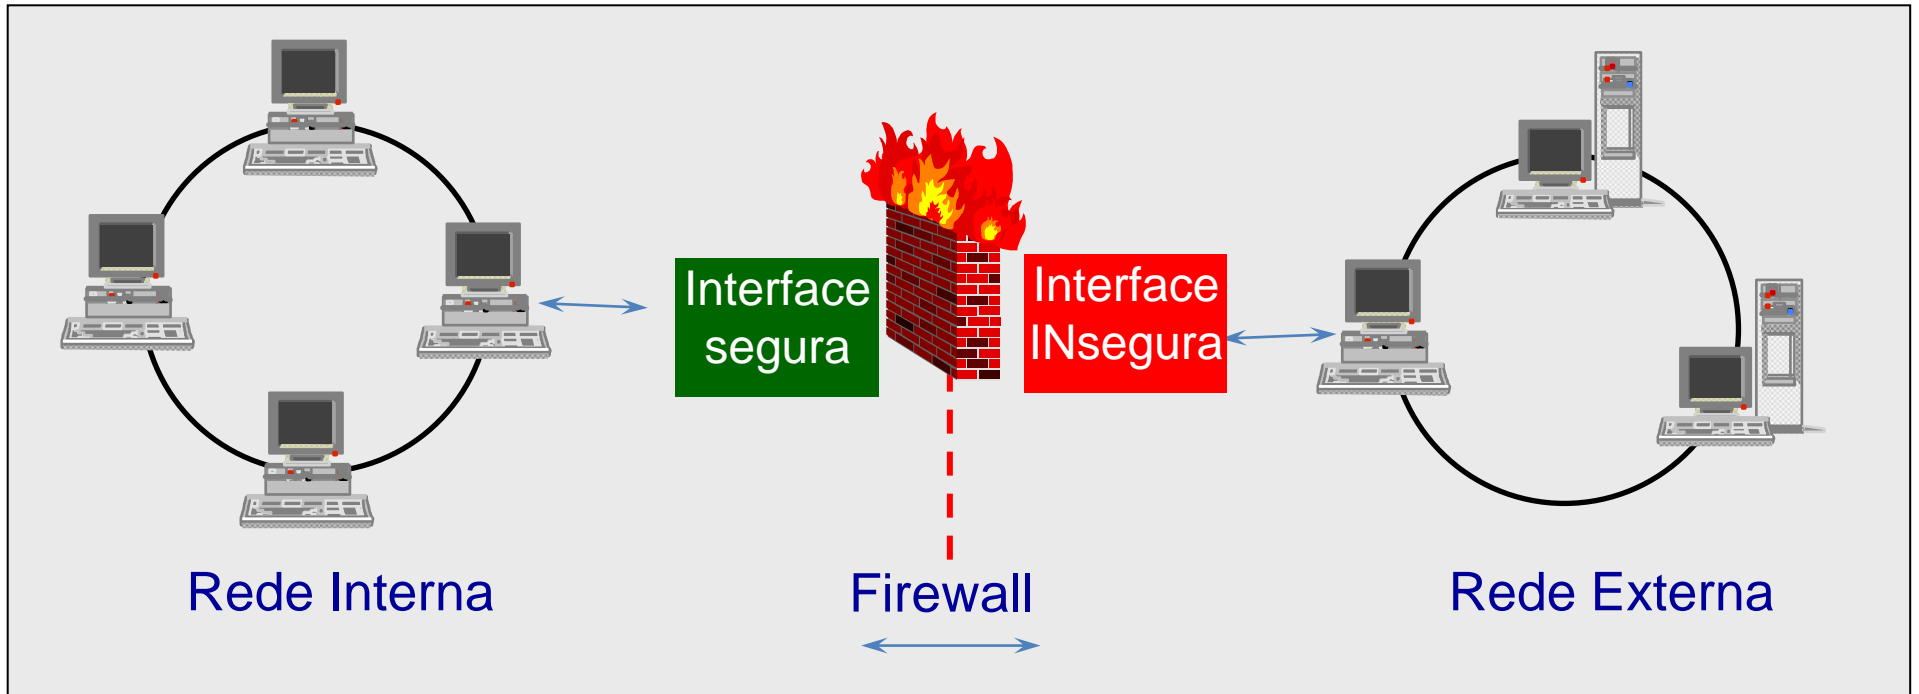 Interface
segura
Interface
INsegura
Rede Interna
Firewall
Rede Externa